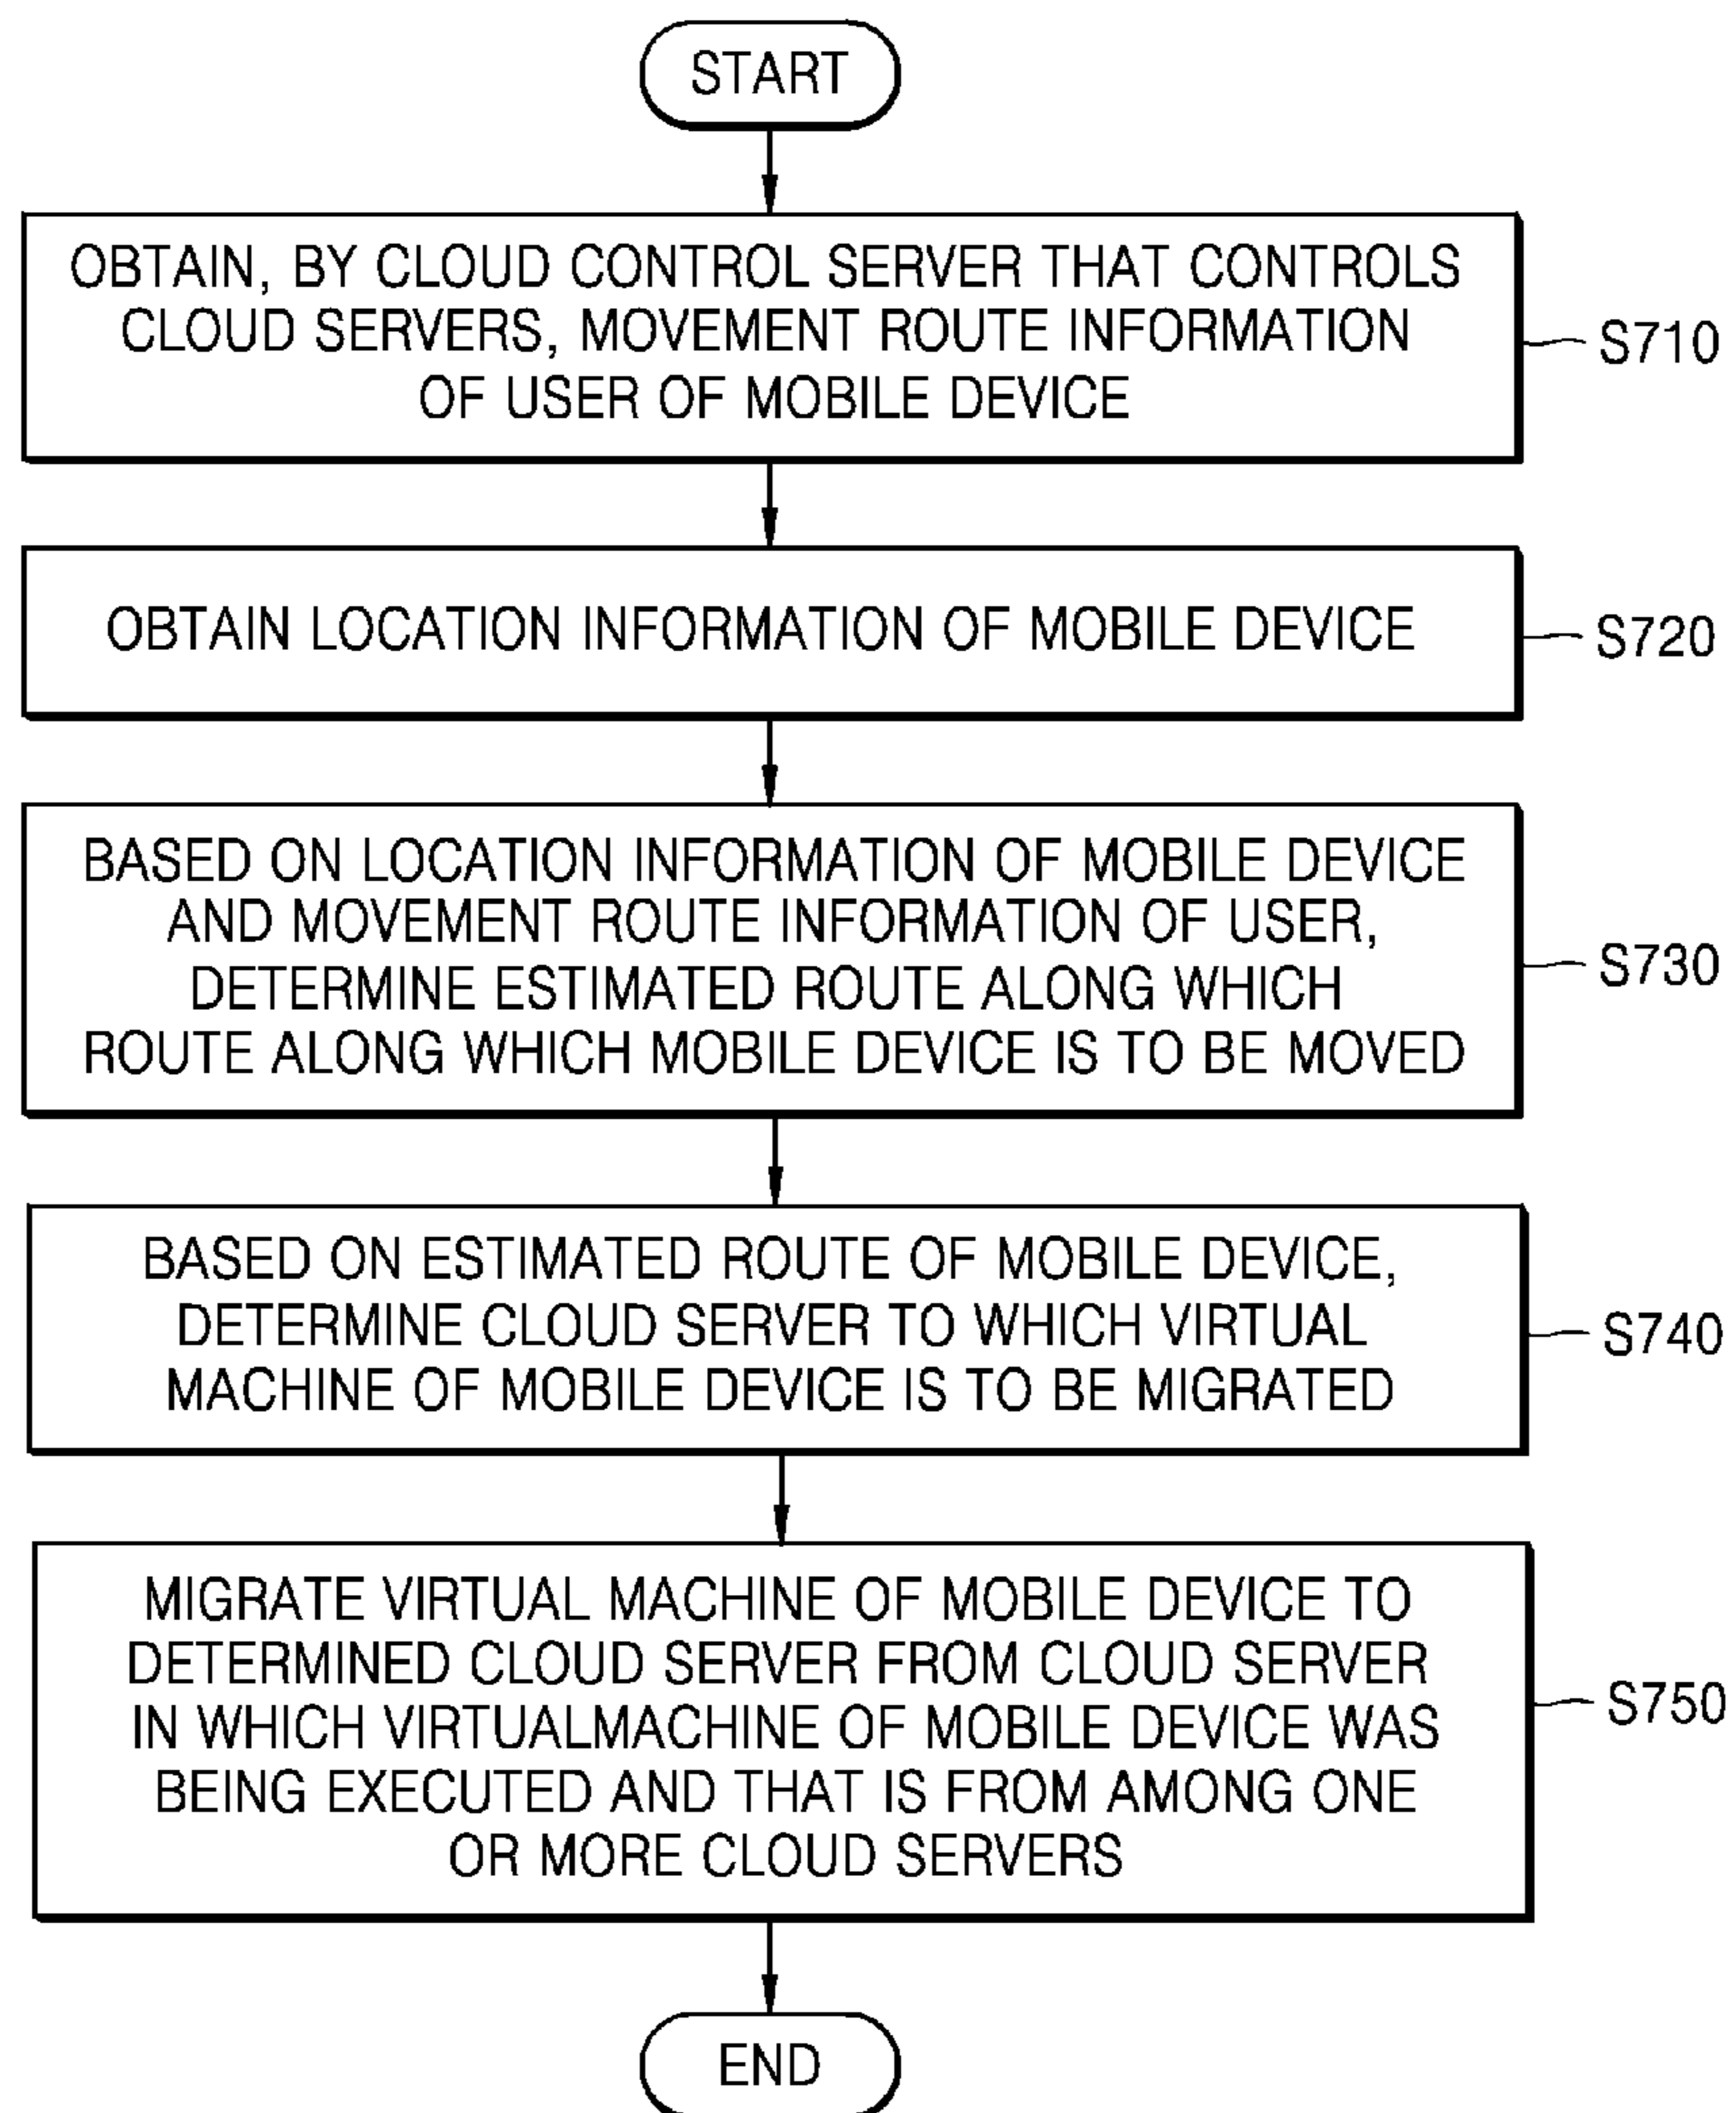 START
OBTAIN, BY CLOUD CONTROL SERVER THAT CONTROLS
CLOUD SERVERS, MOVEMENT ROUTE INFORMATION
OF USER OF MOBILE DEVICE
S710
OBTAIN LOCATION INFORMATION OF MOBILE DEVICE
S720
BASED ON LOCATION INFORMATION OF MOBILE DEVICE
AND MOVEMENT ROUTE INFORMATION OF USER,
DETERMINE ESTIMATED ROUTE ALONG WHICH
ROUTE ALONG WHICH MOBILE DEVICE IS TO BE MOVED
S730
BASED ON ESTIMATED ROUTE OF MOBILE DEVICE,
DETERMINE CLOUD SERVER TO WHICH VIRTUAL
MACHINE OF MOBILE DEVICE IS TO BE MIGRATED
S740
MIGRATE VIRTUAL MACHINE OF MOBILE DEVICE TO
DETERMINED CLOUD SERVER FROM CLOUD SERVER
IN WHICH VIRTUALMACHINE OF MOBILE DEVICE WAS
BEING EXECUTED AND THAT IS FROM AMONG ONE
OR MORE CLOUD SERVERS
S750
END